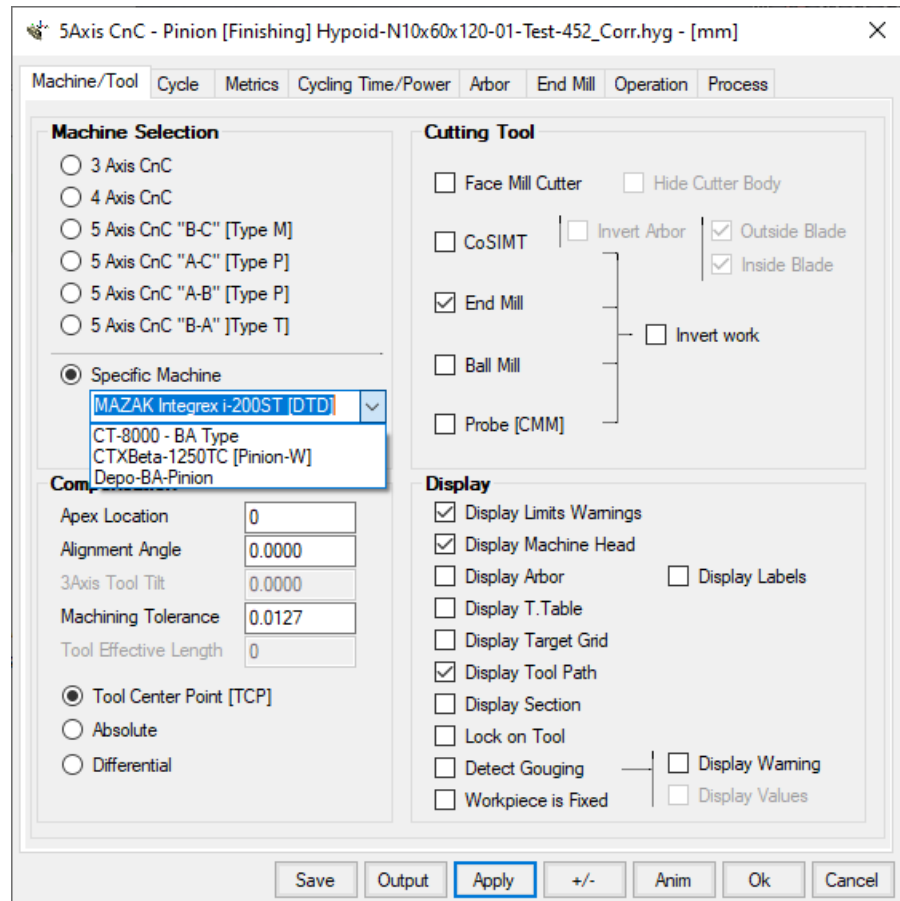 5Axis CnC - Pinion [Finishing] Hypoid-N10x60x120-01-Test-452_Corr.hyg - [mm]
Machine/Tool Cycle Metrics Cycling Time/Power Arbor End Mill Operation Process
Machine Selection
3 Axis CnC
4 Axis CnC
5 Axis CnC "B-C" [Type M]
5 Axis CnC "A-C" [Type P]
5 Axis CnC "A-B" [Type P]
5 Axis CnC "B-A" ]Type T]
Specific Machine
MAZAK Integrex i-200ST [DTD]
CT-8000 - BA Type
CTXBeta-1250TC [Pinion-W]
Depo-BA-Pinion
Apex Location 0
Alignment Angle 0.0000
3Axis Tool Tilt 0.0000
Machining Tolerance 0.0127
Tool Effective Length 0
Tool Center Point [TCP]
Absolute
Differential
Cutting Tool
Face Mill Cutter Hide Cutter Body
CoSIMT Invert Arbor Outside Blade
Inside Blade
End Mill
Invert work
Ball Mill
Probe [CMM]
Display
Display Limits Warnings
Display Machine Head
Display Arbor Display Labels
Display T.Table
Display Target Grid
Display Tool Path
Display Section
Lock on Tool
Detect Gouging Display Warning
Workpiece is Fixed Display Values
Save Output Apply +/- Anim Ok Cancel